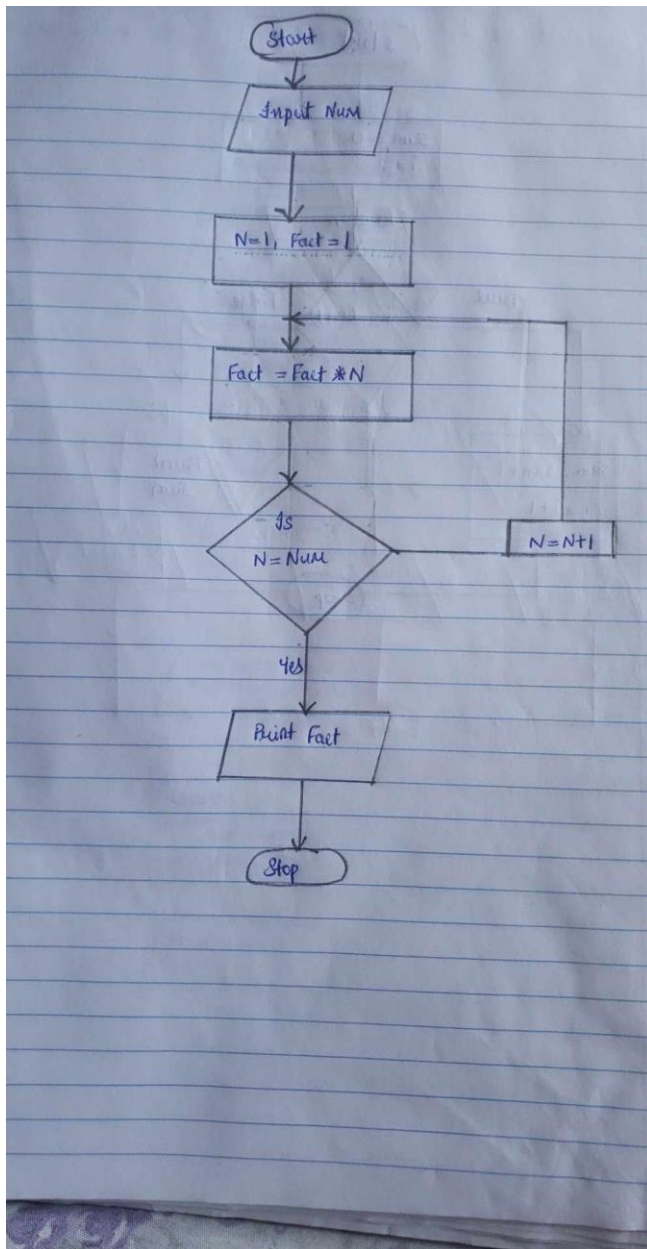 Start
Input Num
N=1, Fact=1
Fact = Fact * N
Is
N=Num
N=N+1
Yes
Print Fact
Stop